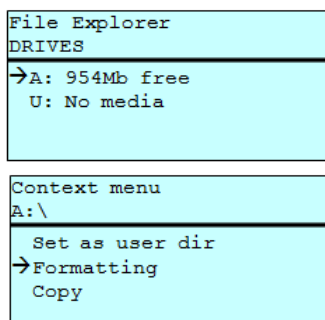 File Explorer
DRIVES
→A: 954Mb free
U: No media
Context menu
A:\
Set as user dir
→Formatting
Copy